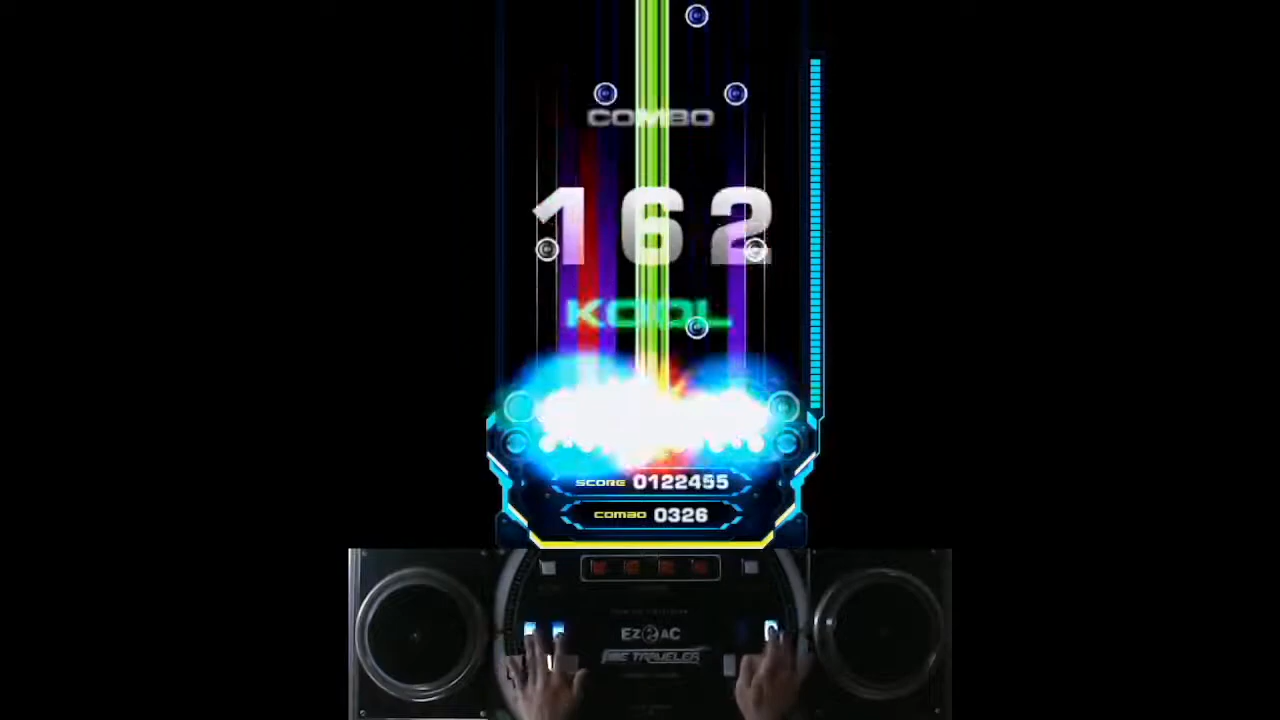 COMBO
162
KOOL
SCORE 0122455
COMBO 0326
EZ2AC
TIME TRAVELER